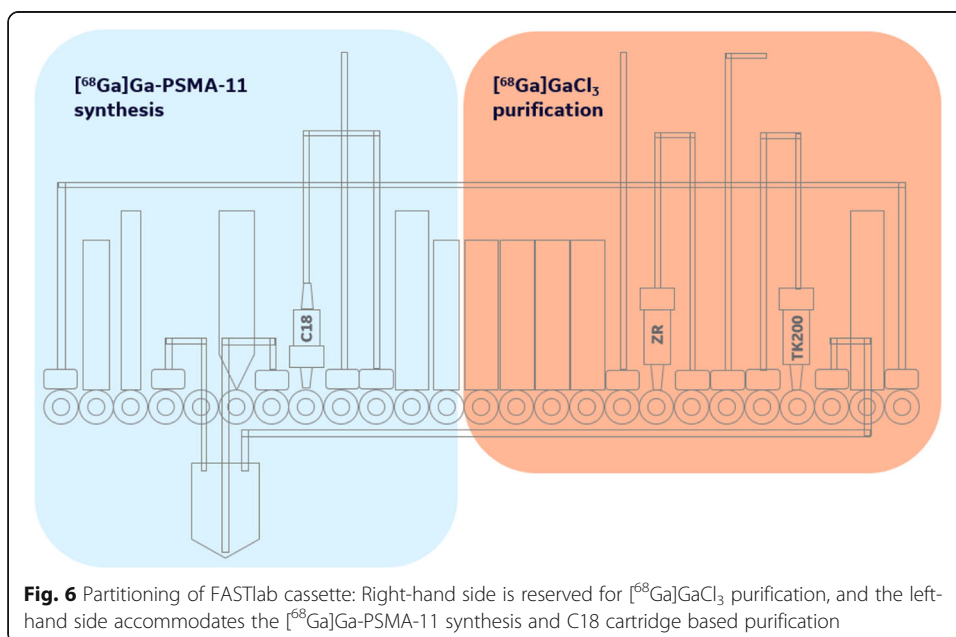 [⁶⁸Ga]Ga-PSMA-11
synthesis
[⁶⁸Ga]GaCl₃
purification
C18
ZR
TK200
Fig. 6 Partitioning of FASTlab cassette: Right-hand side is reserved for [⁶⁸Ga]GaCl₃ purification, and the left-
hand side accommodates the [⁶⁸Ga]Ga-PSMA-11 synthesis and C18 cartridge based purification